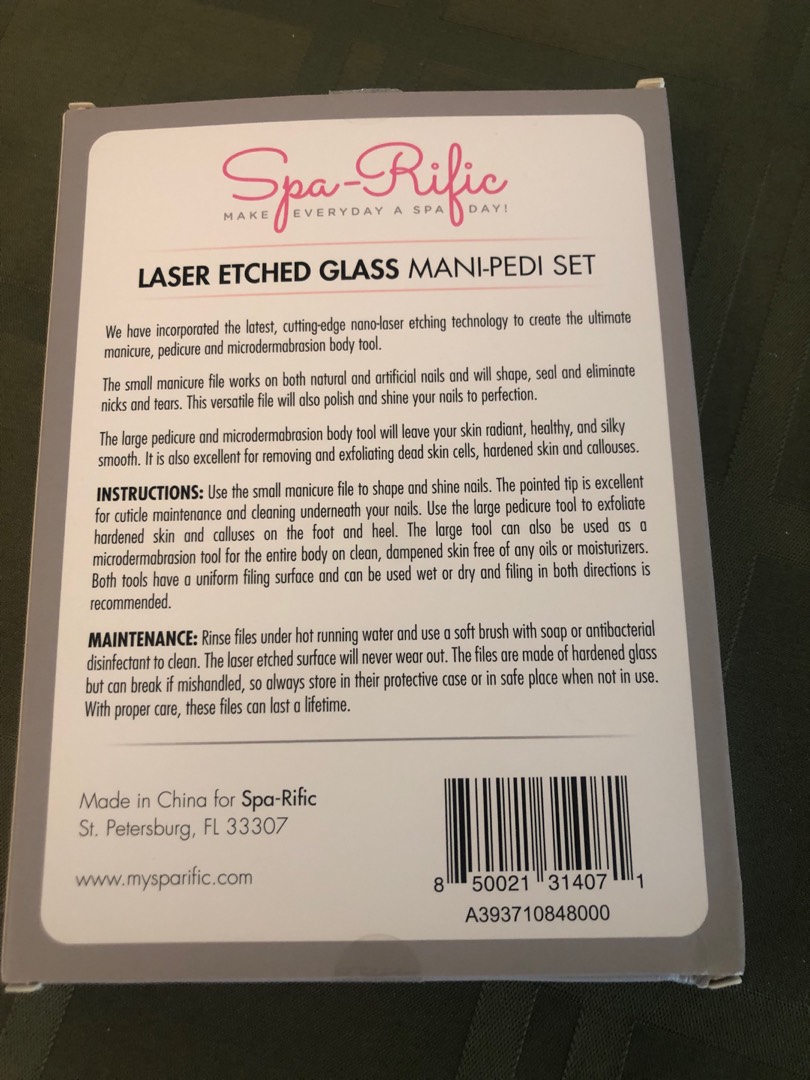 Spa-Rific
MAKE EVERYDAY A SPA DAY!
LASER ETCHED GLASS MANI-PEDI SET
We have incorporated the latest, cutting-edge nano-laser etching technology to create the ultimate
manicure, pedicure and microdermabrasion body tool.
The small manicure file works on both natural and artificial nails and will shape, seal and eliminate
nicks and tears. This versatile file will also polish and shine your nails to perfection.
The large pedicure and microdermabrasion body tool will leave your skin radiant, healthy, and silky
smooth. It is also excellent for removing and exfoliating dead skin cells, hardened skin and callouses.
INSTRUCTIONS: Use the small manicure file to shape and shine nails. The pointed tip is excellent
for cuticle maintenance and cleaning underneath your nails. Use the large pedicure tool to exfoliate
hardened skin and calluses on the foot and heel. The large tool can also be used as a
microdermabrasion tool for the entire body on clean, dampened skin free of any oils or moisturizers.
Both tools have a uniform filing surface and can be used wet or dry and filing in both directions is
recommended.
MAINTENANCE: Rinse files under hot running water and use a soft brush with soap or antibacterial
disinfectant to clean. The laser etched surface will never wear out. The files are made of hardened glass
but can break if mishandled, so always store in their protective case or in safe place when not in use.
With proper care, these files can last a lifetime.
Made in China for Spa-Rific
St. Petersburg, FL 33307
www.mysparific.com
8 50021 31407 1
A393710848000